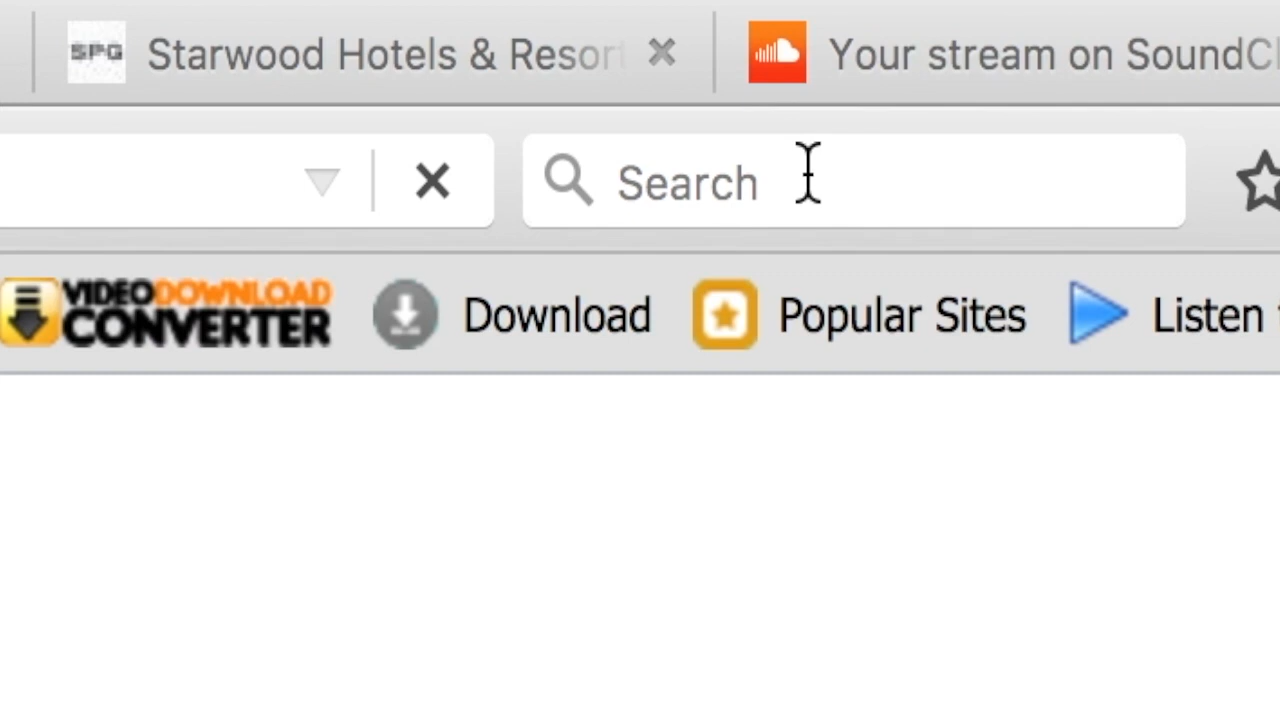 SPG Starwood Hotels & Resor Your stream on SoundCl
Search
VIDEO DOWNLOAD CONVERTER Download Popular Sites Listen